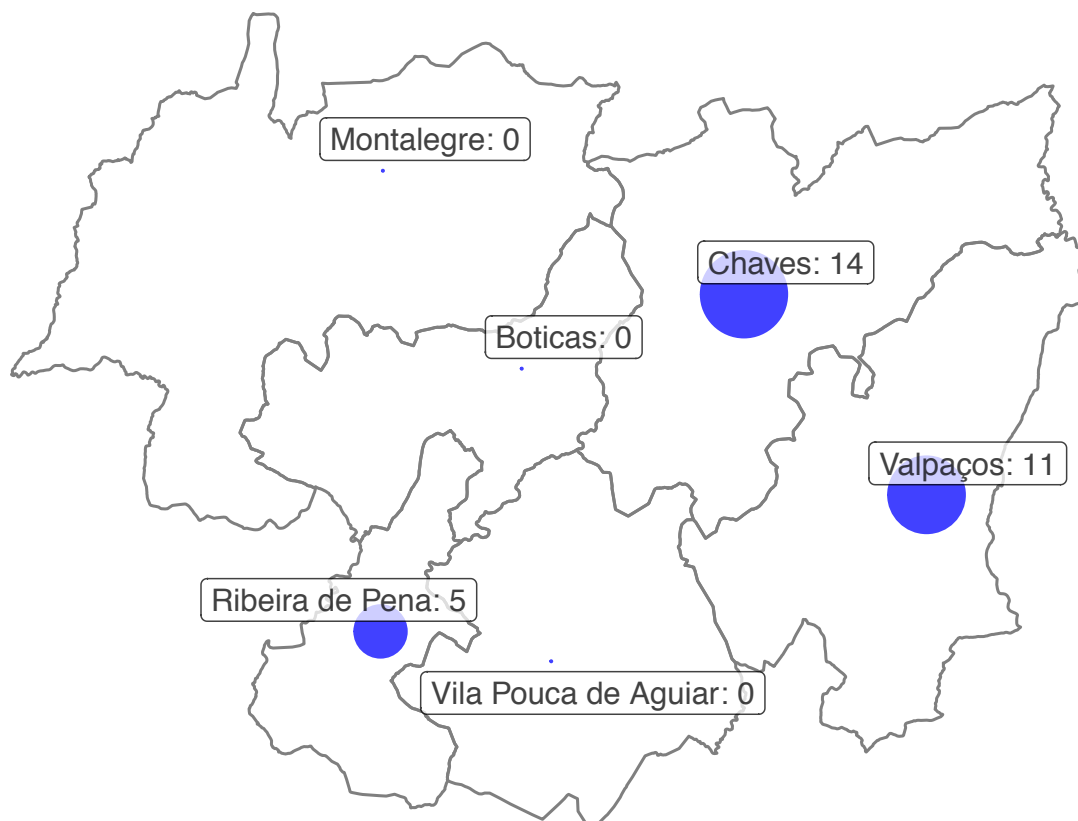 Montalegre: 0
Chaves: 14
Boticas: 0
Valpaços: 11
Ribeira de Pena: 5
Vila Pouca de Aguiar: 0